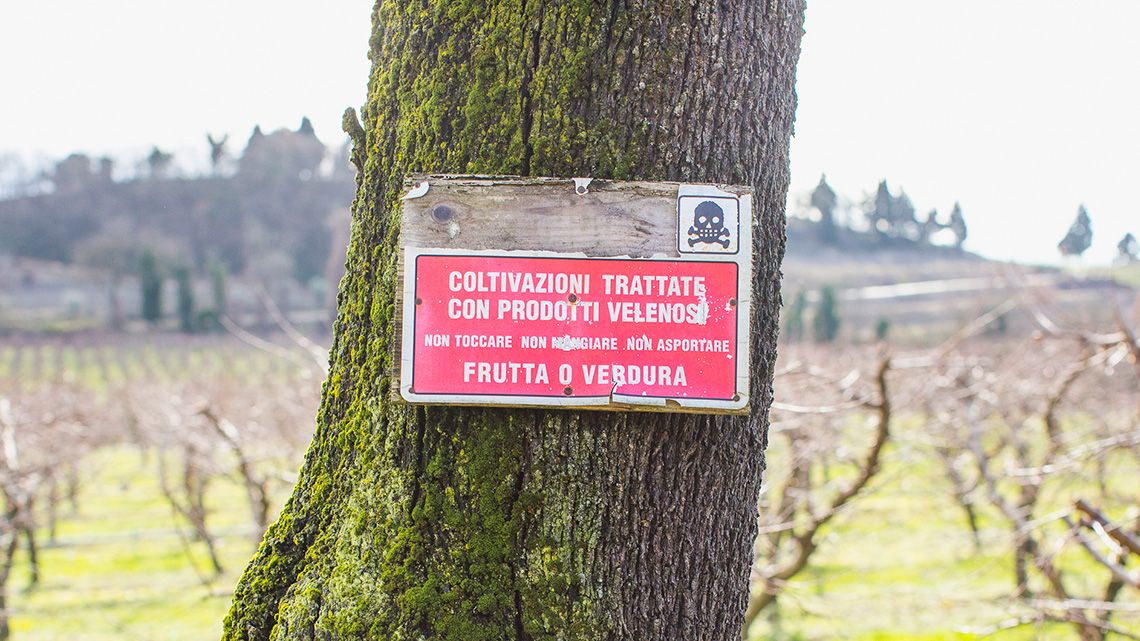 COLTIVAZIONI TRATTATE
CON PRODOTTI VELENOSI
NON TOCCARE NON MANGIARE NON ASPORTARE
FRUTTA O VERDURA